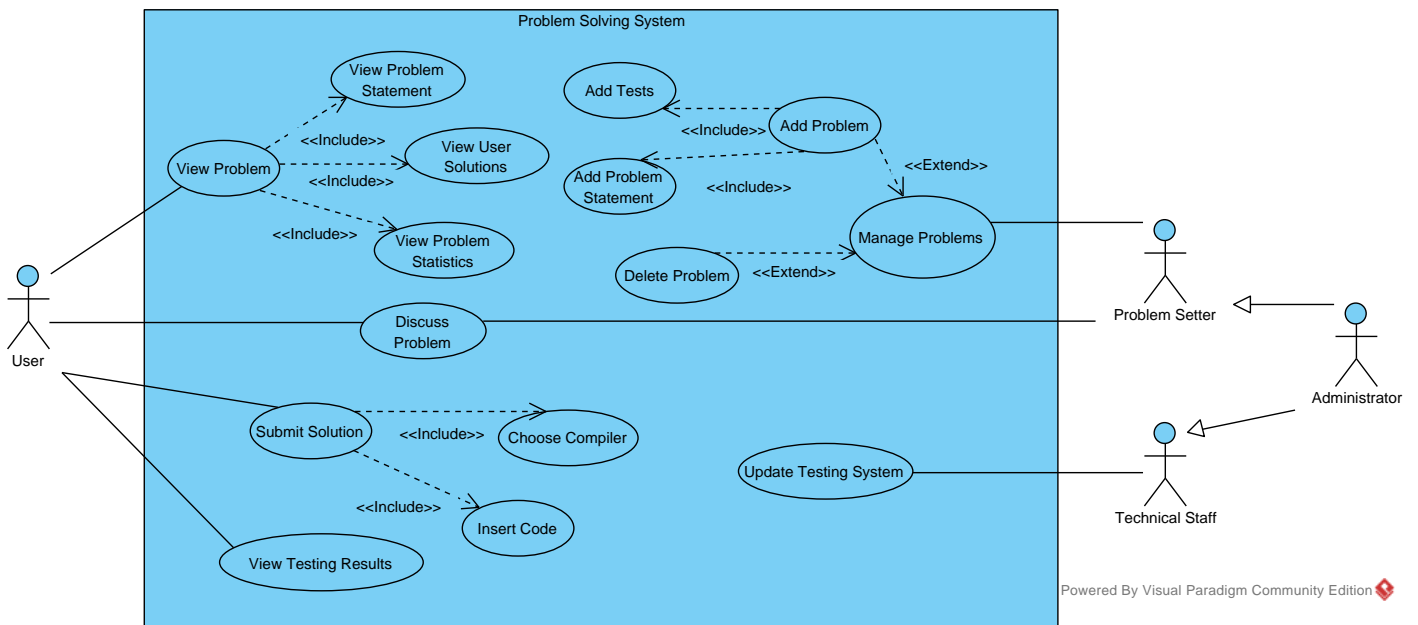 Problem Solving System
View Problem
Statement
Add Tests
<<Include>>
Add Problem
<<Include>>
View User
Solutions
View Problem
<<Include>>
<<Extend>>
Add Problem
Statement
<<Include>>
<<Include>>
View Problem
Statistics
Manage Problems
Delete Problem
<<Extend>>
Discuss
Problem
Problem Setter
User
Administrator
Submit Solution
<<Include>>
Choose Compiler
Update Testing System
<<Include>>
Insert Code
Technical Staff
View Testing Results
Powered By Visual Paradigm Community Edition